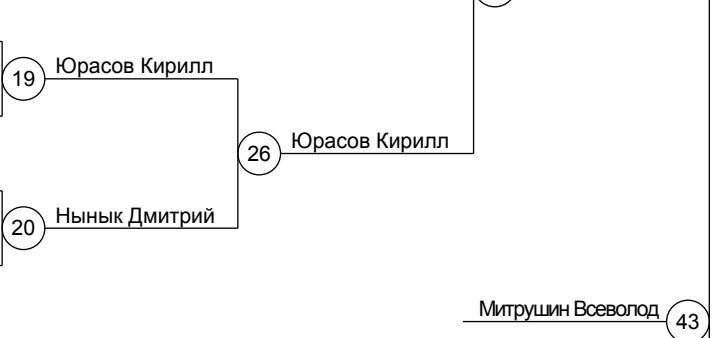 19 Юрасов Кирилл
26 Юрасов Кирилл
20 Нынык Дмитрий
Митрушин Всеволод 43